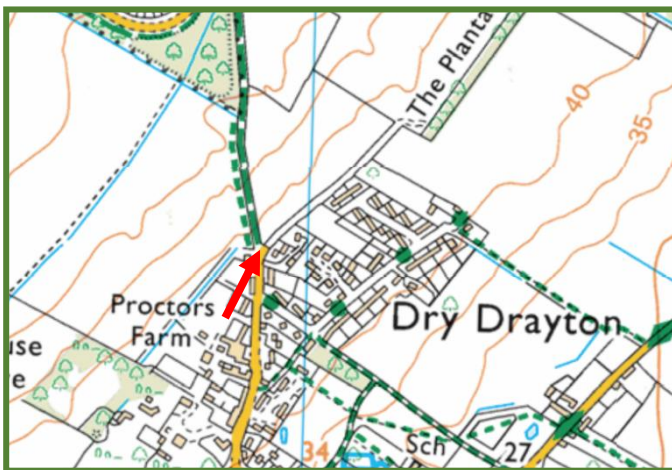 The Planta
40
35
Proctors
Farm
Dry Drayton
use
e
34
Sch
27